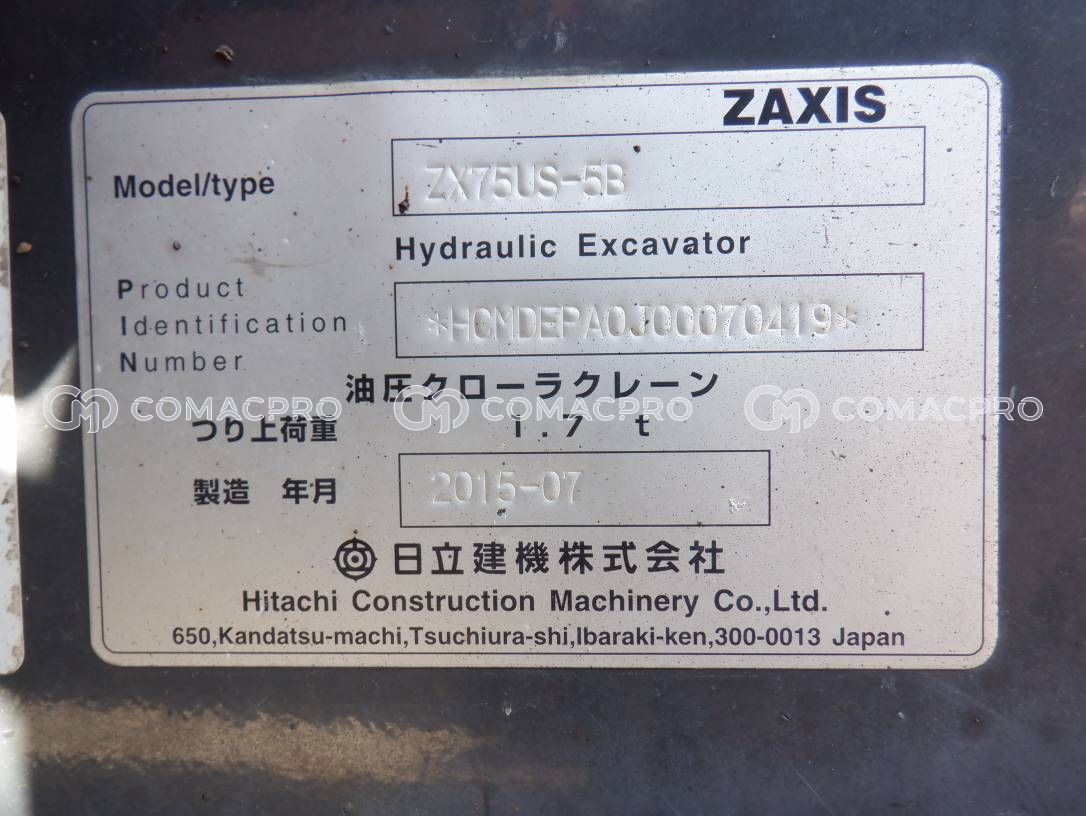 ZAXIS
Model/type ZX75US-5B
Hydraulic Excavator
Product
Identification *HCMDEPA0J00070419*
Number
油圧クローラクレーン
COMACPRO COMACPRO COMACPRO
つり上荷重 1.7 t
製造 年月 2015-07
日立建機株式会社
Hitachi Construction Machinery Co.,Ltd.
650,Kandatsu-machi,Tsuchiura-shi,Ibaraki-ken,300-0013 Japan